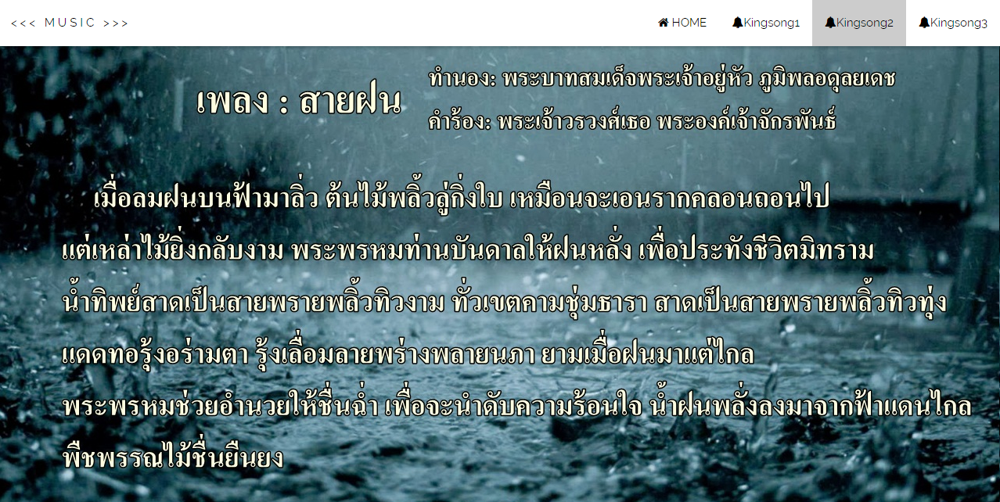 <<< MUSIC >>>
HOME
Kingsong1
Kingsong2
Kingsong3
เพลง : สายฝน
ทำนอง: พระบาทสมเด็จพระเจ้าอยู่หัว ภูมิพลอดุลยเดช
คำร้อง: พระเจ้าวรวงศ์เธอ พระองค์เจ้าจักรพันธ์
เมื่อลมฝนบนฟ้ามาลิ่ว ต้นไม้พลิ้วลู่กิ่งใบ เหมือนจะเอนรากคลอนถอนไป
แต่เหล่าไม้ยิ่งกลับงาม พระพรหมท่านบันดาลให้ฝนหลั่ง เพื่อประทังชีวิตมิทราม
น้ำทิพย์สาดเป็นสายพรายพลิ้วทิวงาม ทั่วเขตคามชุ่มธารา สาดเป็นสายพรายพลิ้วทิวทุ่ง
แดดทอรุ้งอร่ามตา รุ้งเลื่อมลายพร่างพลายนภา ยามเมื่อฝนมาแต่ไกล
พระพรหมช่วยอำนวยให้ชื่นฉ่ำ เพื่อจะนำดับความร้อนใจ น้ำฝนพลั่งลงมาจากฟ้าแดนไกล
พืชพรรณไม้ชื่นยืนยง